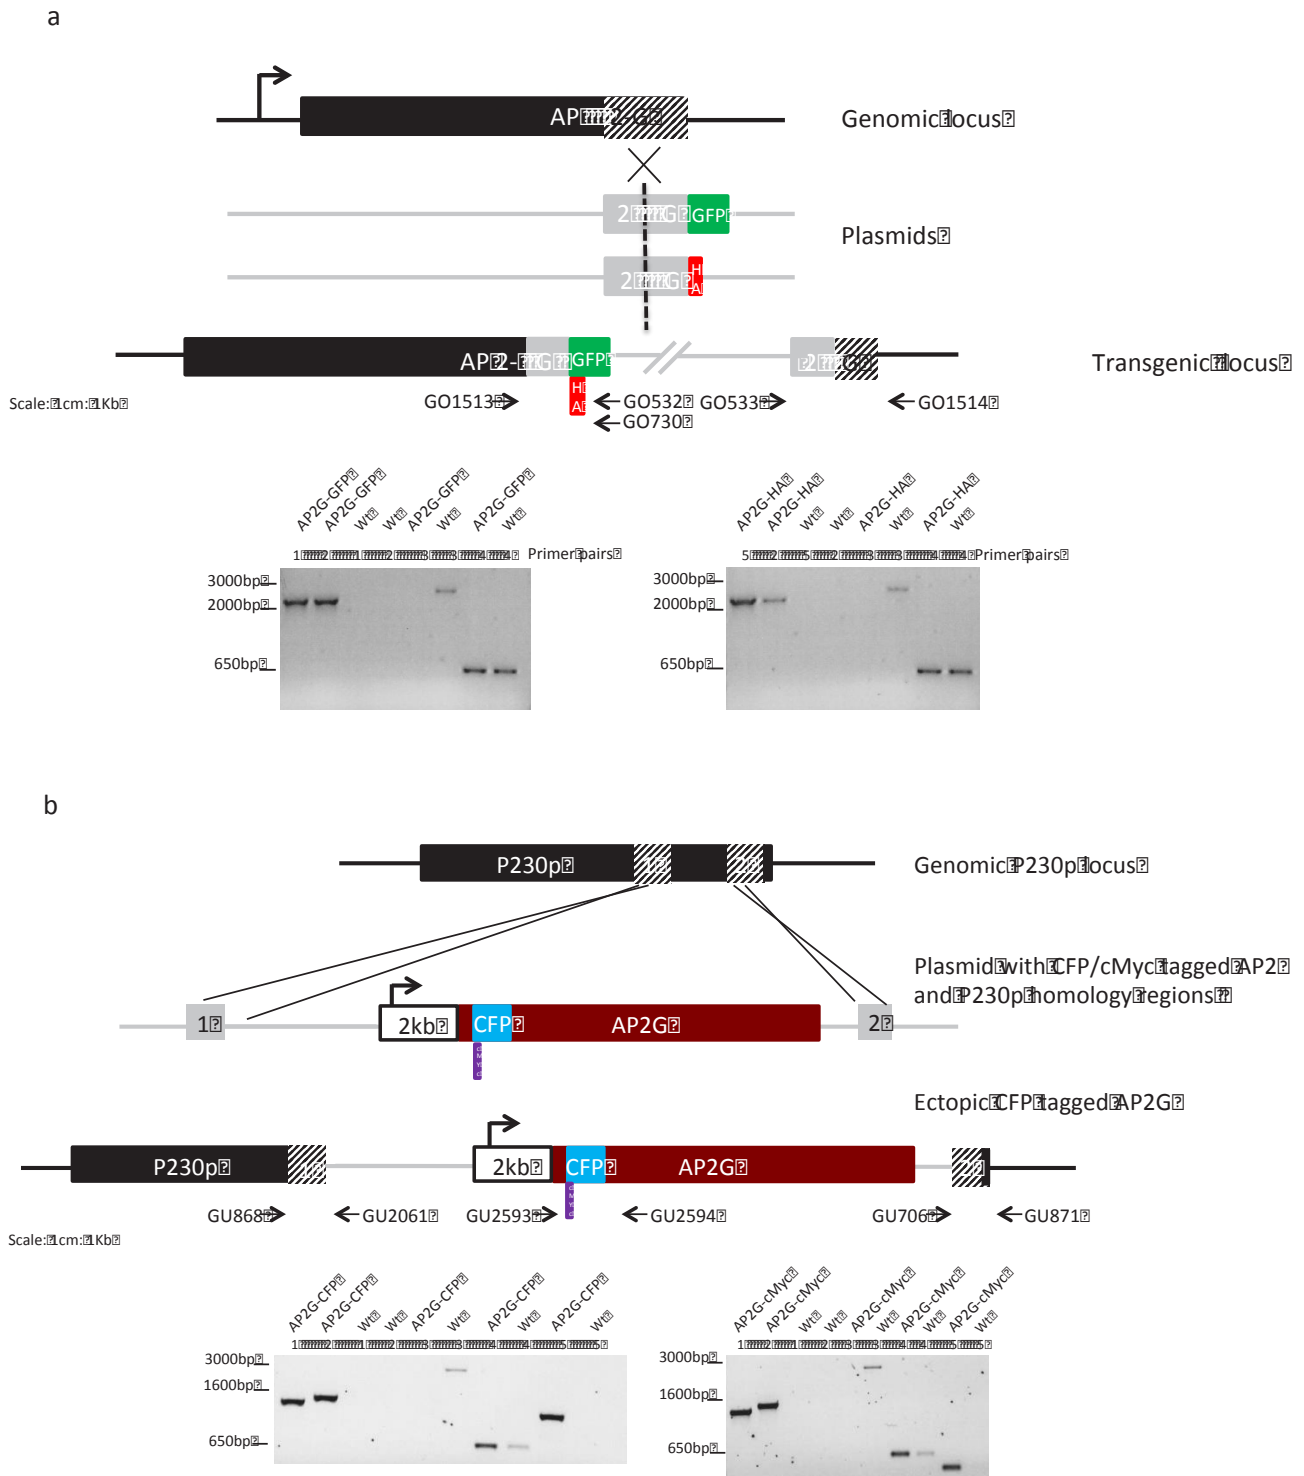 a
AP 2-G
Genomic locus
2 G GFP
Plasmids
2 G HA
AP 2- G GFP
2 G
Transgenic locus
HA
Scale: 1cm: 1Kb
GO1513
GO532
GO533
GO1514
GO730
AP2G-GFP AP2G-GFP Wt Wt AP2G-GFP Wt AP2G-GFP Wt
1 2 1 2 3 3 4 4 Primer pairs
3000bp
2000bp
650bp
AP2G-HA AP2G-HA Wt Wt AP2G-HA Wt AP2G-HA Wt
5 2 5 2 3 3 4 4 Primer pairs
3000bp
2000bp
650bp
b
P230p 1 2
Genomic P230p locus
Plasmid with CFP/cMyc tagged AP2
and P230p homology regions
1 2kb CFP AP2G 2
Ectopic CFP tagged AP2G
P230p 1 2kb CFP AP2G 2
GU868
GU2061
GU2593
GU2594
GU706
GU871
Scale: 1cm: 1Kb
AP2G-CFP AP2G-CFP Wt Wt AP2G-CFP Wt AP2G-CFP Wt AP2G-CFP Wt
1 2 1 2 3 3 4 4 5 5
3000bp
1600bp
650bp
AP2G-cMyc AP2G-cMyc Wt Wt AP2G-cMyc Wt AP2G-cMyc Wt AP2G-cMyc Wt
1 2 1 2 3 3 4 4 5 5
3000bp
1600bp
650bp